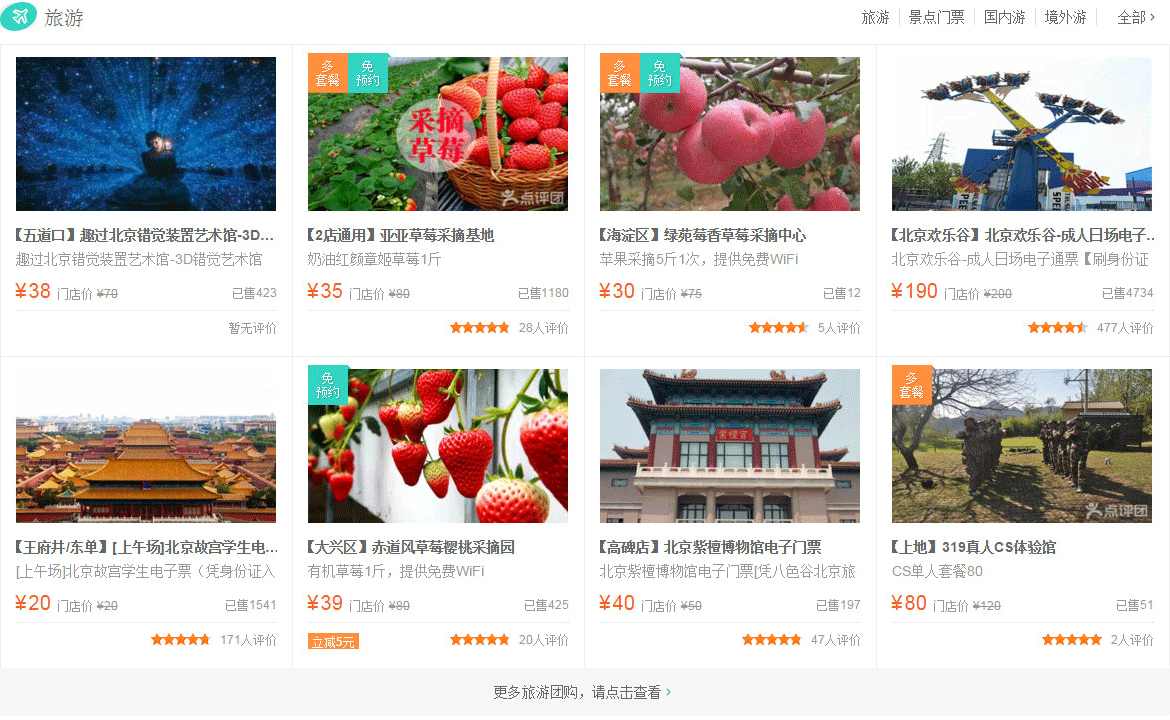 旅游
旅游 景点门票 国内游 境外游 全部 ›
多套餐
免预约
采摘草莓
点评团
多套餐
免预约
【五道口】趣过北京错觉装置艺术馆-3D...
趣过北京错觉装置艺术馆-3D错觉艺术馆
¥38 门店价 ¥70 已售423
暂无评价
【2店通用】亚亚草莓采摘基地
奶油红颜章姬草莓1斤
¥35 门店价 ¥80 已售1180
28人评价
【海淀区】绿苑莓香草莓采摘中心
苹果采摘5斤1次，提供免费WiFi
¥30 门店价 ¥75 已售12
5人评价
【北京欢乐谷】北京欢乐谷-成人日场电子...
北京欢乐谷-成人日场电子通票【刷身份证
¥190 门店价 ¥200 已售4734
477人评价
免预约
紫檀宫
多套餐
点评团
【王府井/东单】[上午场]北京故宫学生电...
[上午场]北京故宫学生电子票（凭身份证入
¥20 门店价 ¥20 已售1541
171人评价
【大兴区】赤道风草莓樱桃采摘园
有机草莓1斤，提供免费WiFi
¥39 门店价 ¥80 已售425
立减5元 20人评价
【高碑店】北京紫檀博物馆电子门票
北京紫檀博物馆电子门票[凭八色谷北京旅
¥40 门店价 ¥50 已售197
47人评价
【上地】319真人CS体验馆
CS单人套餐80
¥80 门店价 ¥120 已售51
2人评价
更多旅游团购，请点击查看 ›